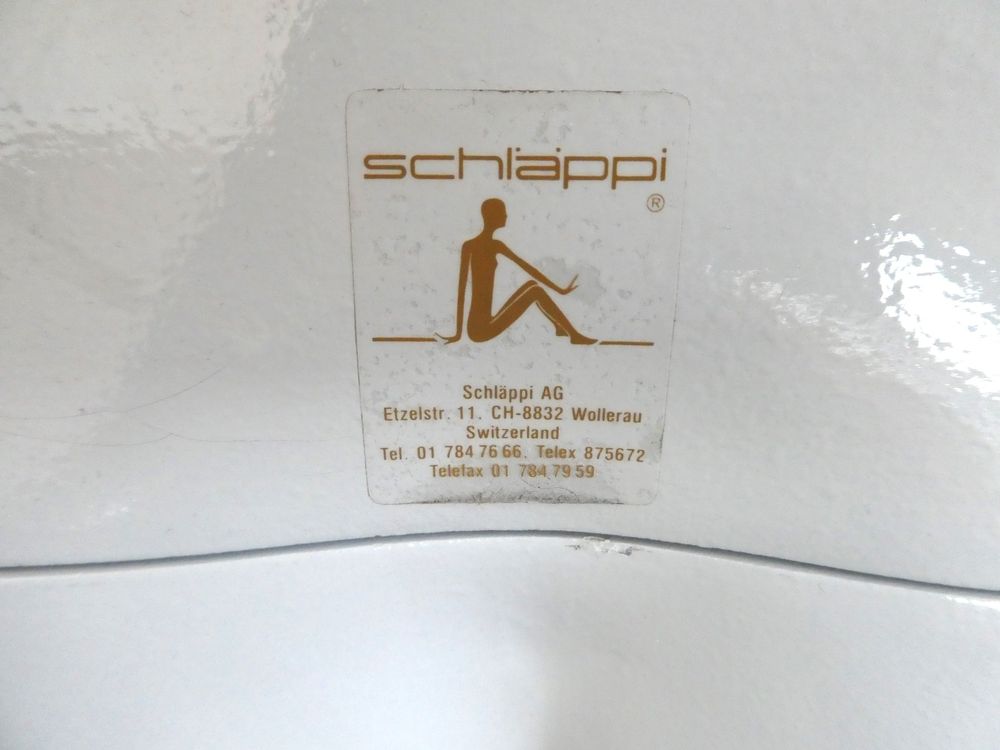 schläppi
®
Schläppi AG
Etzelstr. 11. CH-8832 Wollerau
Switzerland
Tel. 01 784 76 66. Telex 875672
Telefax 01 784 79 59